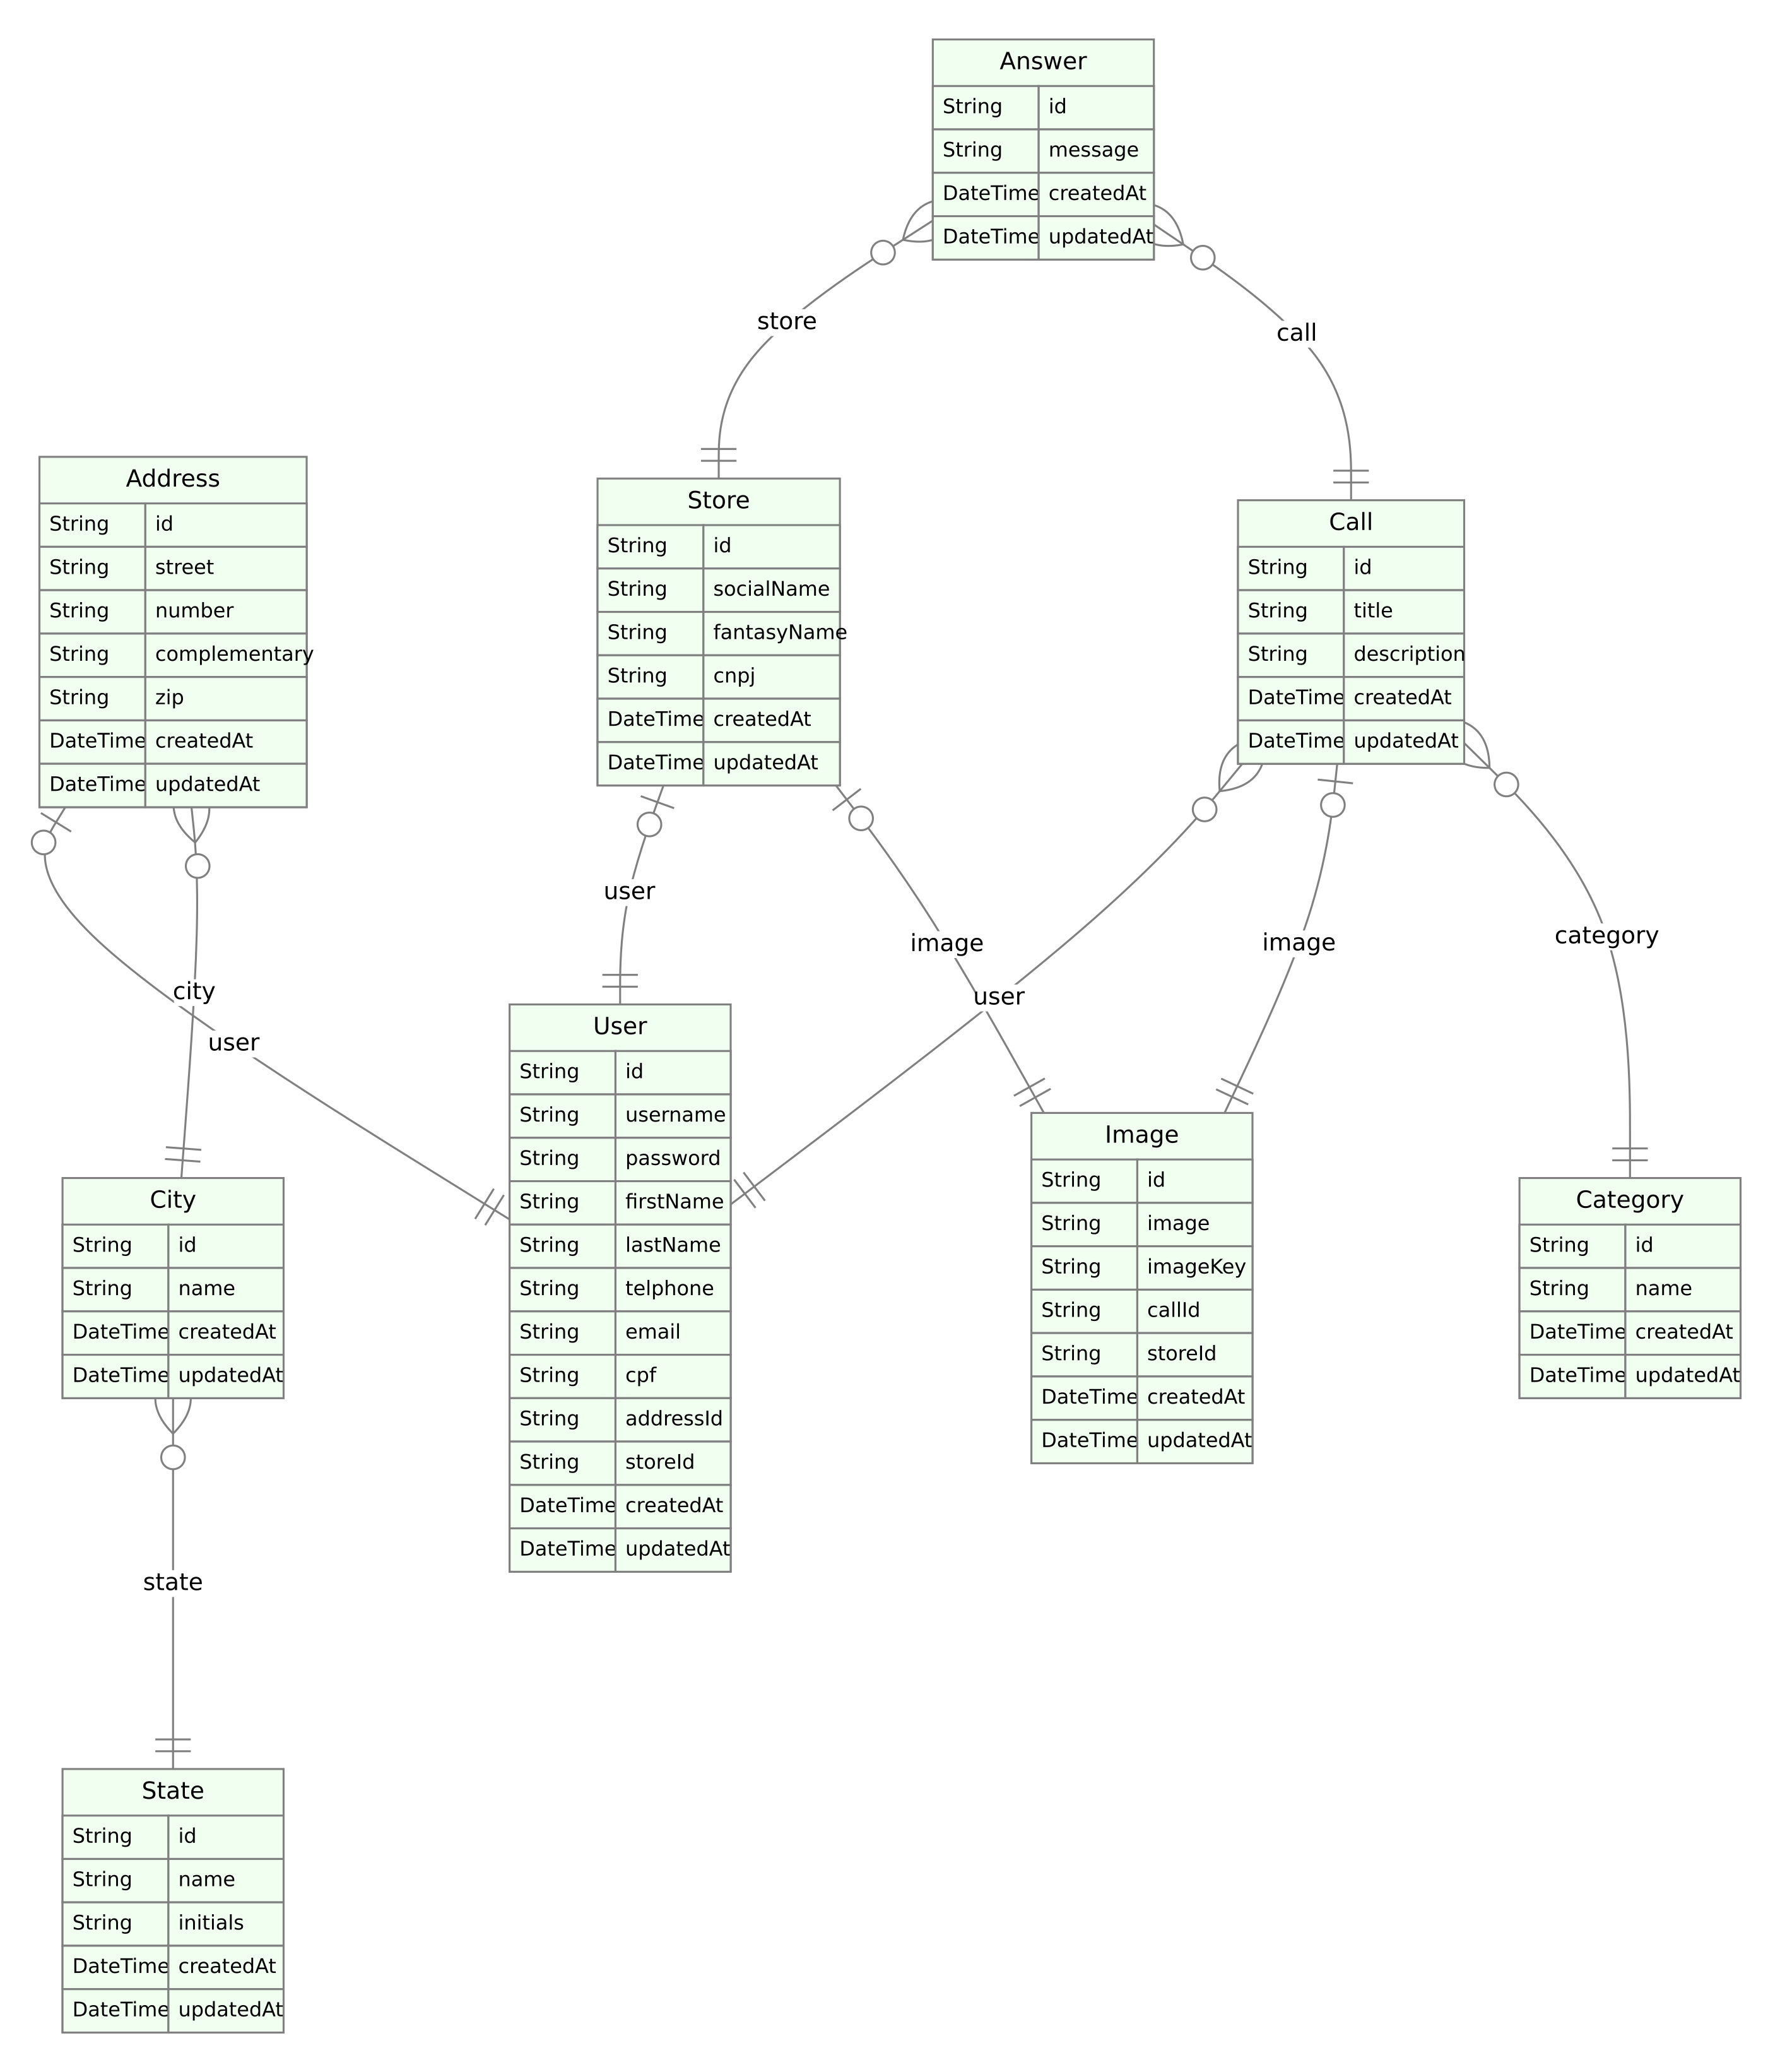 Answer
String id
String message
DateTime createdAt
DateTime updatedAt
store
call
Address
String id
String street
String number
String complementary
String zip
DateTime createdAt
DateTime updatedAt
Store
String id
String socialName
String fantasyName
String cnpj
DateTime createdAt
DateTime updatedAt
Call
String id
String title
String description
DateTime createdAt
DateTime updatedAt
user
image
image
category
city
user
user
User
String id
String username
String password
String firstName
String lastName
String telphone
String email
String cpf
String addressId
String storeId
DateTime createdAt
DateTime updatedAt
Image
String id
String image
String imageKey
String callId
String storeId
DateTime createdAt
DateTime updatedAt
City
String id
String name
DateTime createdAt
DateTime updatedAt
Category
String id
String name
DateTime createdAt
DateTime updatedAt
state
State
String id
String name
String initials
DateTime createdAt
DateTime updatedAt